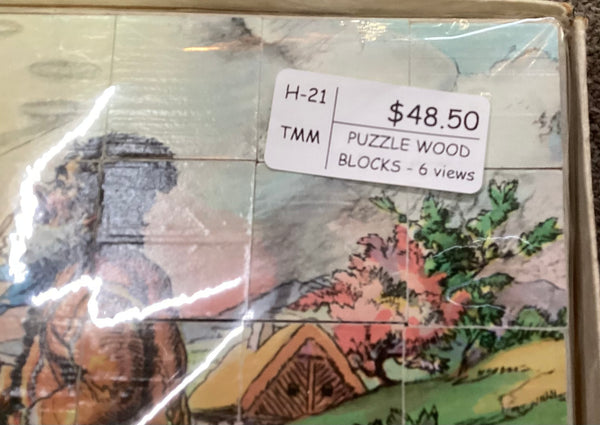 H-21
$48.50
TMM
PUZZLE WOOD
BLOCKS - 6 views